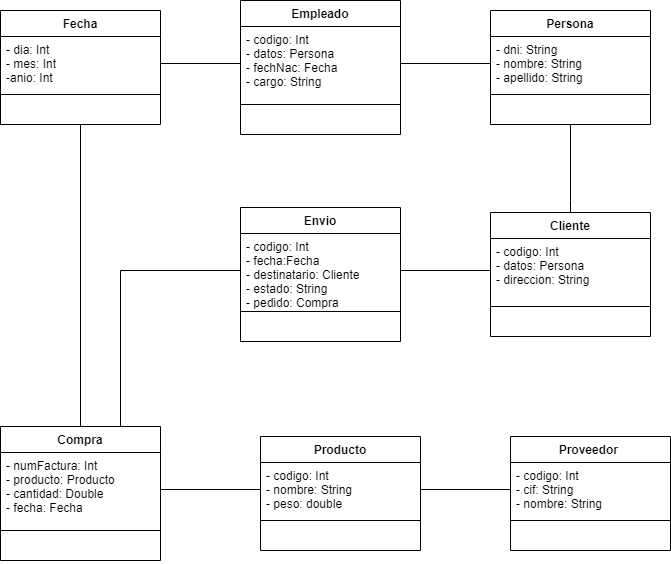 Fecha
- dia: Int
- mes: Int
-anio: Int
Empleado
- codigo: Int
- datos: Persona
- fechNac: Fecha
- cargo: String
Persona
- dni: String
- nombre: String
- apellido: String
Envio
- codigo: Int
- fecha:Fecha
- destinatario: Cliente
- estado: String
- pedido: Compra
Cliente
- codigo: Int
- datos: Persona
- direccion: String
Compra
- numFactura: Int
- producto: Producto
- cantidad: Double
- fecha: Fecha
Producto
- codigo: Int
- nombre: String
- peso: double
Proveedor
- codigo: Int
- cif: String
- nombre: String